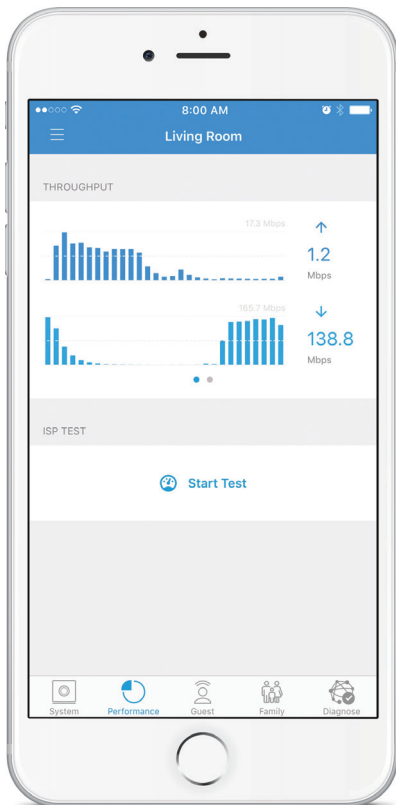 8:00 AM
Living Room
THROUGHPUT
17.3 Mbps
1.2
Mbps
165.7 Mbps
138.8
Mbps
ISP TEST
Start Test
System Performance Guest Family Diagnose